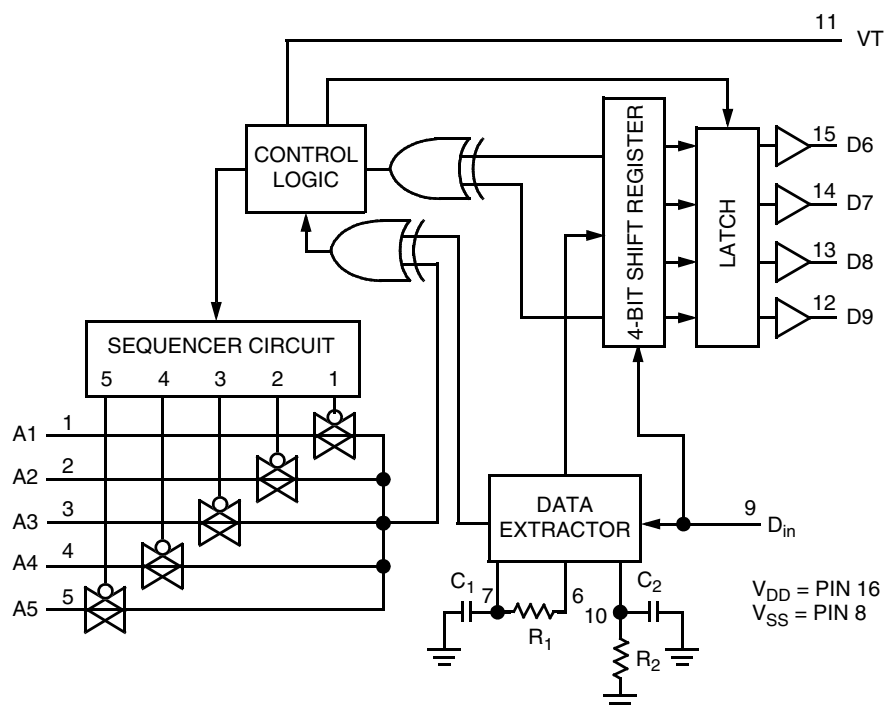 11
VT
CONTROL
LOGIC
4-BIT SHIFT REGISTER
LATCH
15 D6
14 D7
13 D8
12 D9
SEQUENCER CIRCUIT
5 4 3 2 1
A1 1
A2 2
A3 3
A4 4
A5 5
DATA
EXTRACTOR
9
Din
C1
7
R1
6
10
C2
R2
VDD = PIN 16
VSS = PIN 8